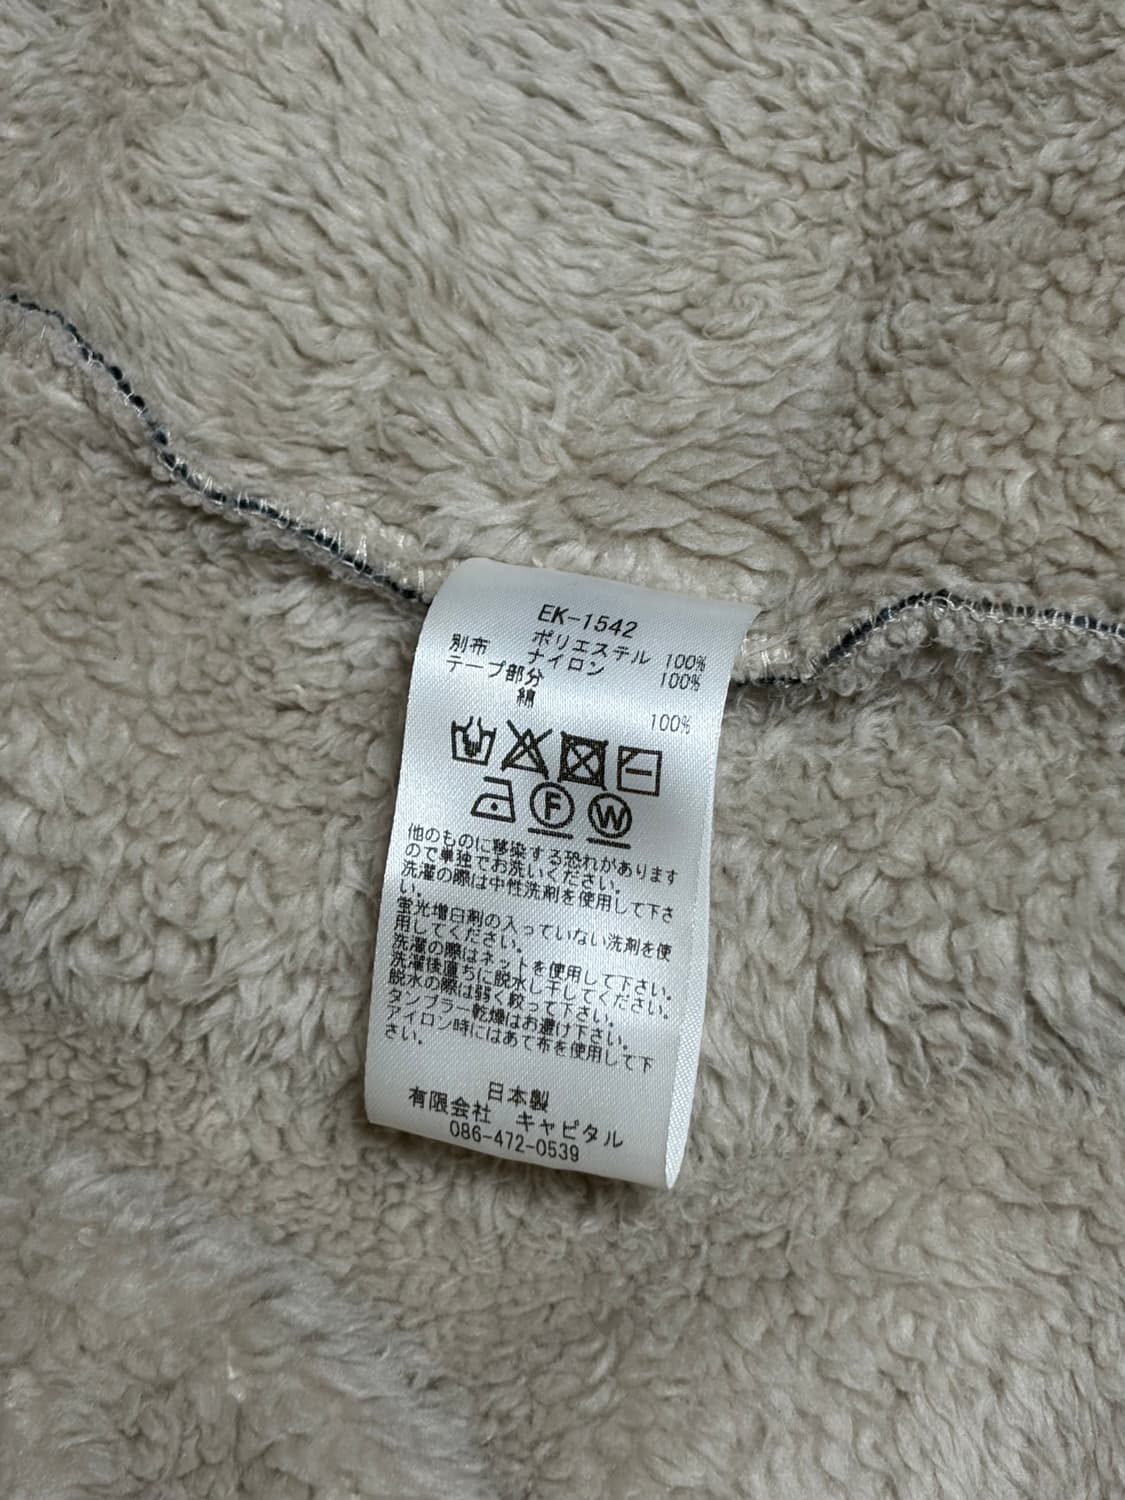 EK-1542
ポリエステル 100%
別布 ナイロン 100%
テープ部分
綿 100%
F W
他のものに移染する恐れがあります
ので単独でお洗いください。
洗濯の際は中性洗剤を使用して下さ
い。
蛍光増白剤の入っていない洗剤を使
用してください。
洗濯の際はネットを使用して下さい。
洗濯後直ちに脱水し干してください。
脱水の際は弱く絞って下さい。
タンブラー乾燥はお避け下さい。
アイロン時にはあて布を使用して下
さい。
日本製
有限会社 キャピタル
086-472-0539